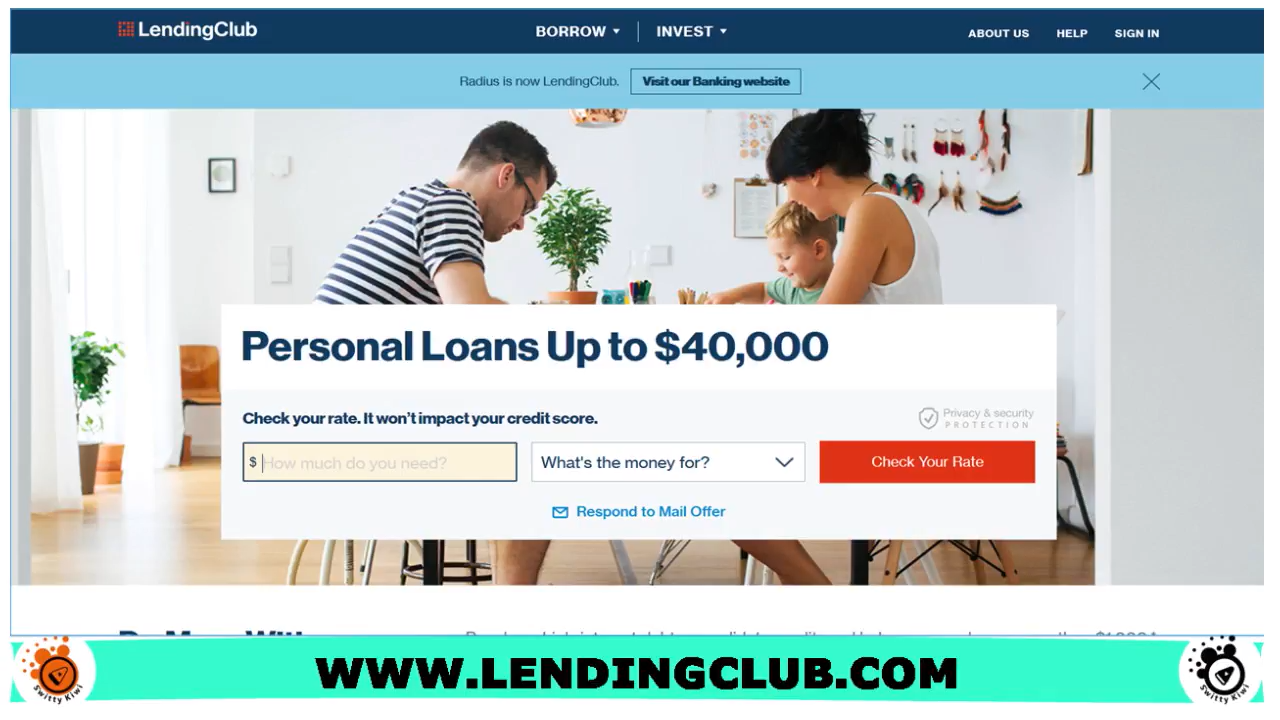 LendingClub
BORROW
INVEST
ABOUT US
HELP
SIGN IN
Radius is now LendingClub.
Visit our Banking website
Personal Loans Up to $40,000
Check your rate. It won't impact your credit score.
Privacy & security
PROTECTION
$ How much do you need?
What's the money for?
Check Your Rate
Respond to Mail Offer
WWW.LENDINGCLUB.COM
Switty Kiwi
Switty Kiwi